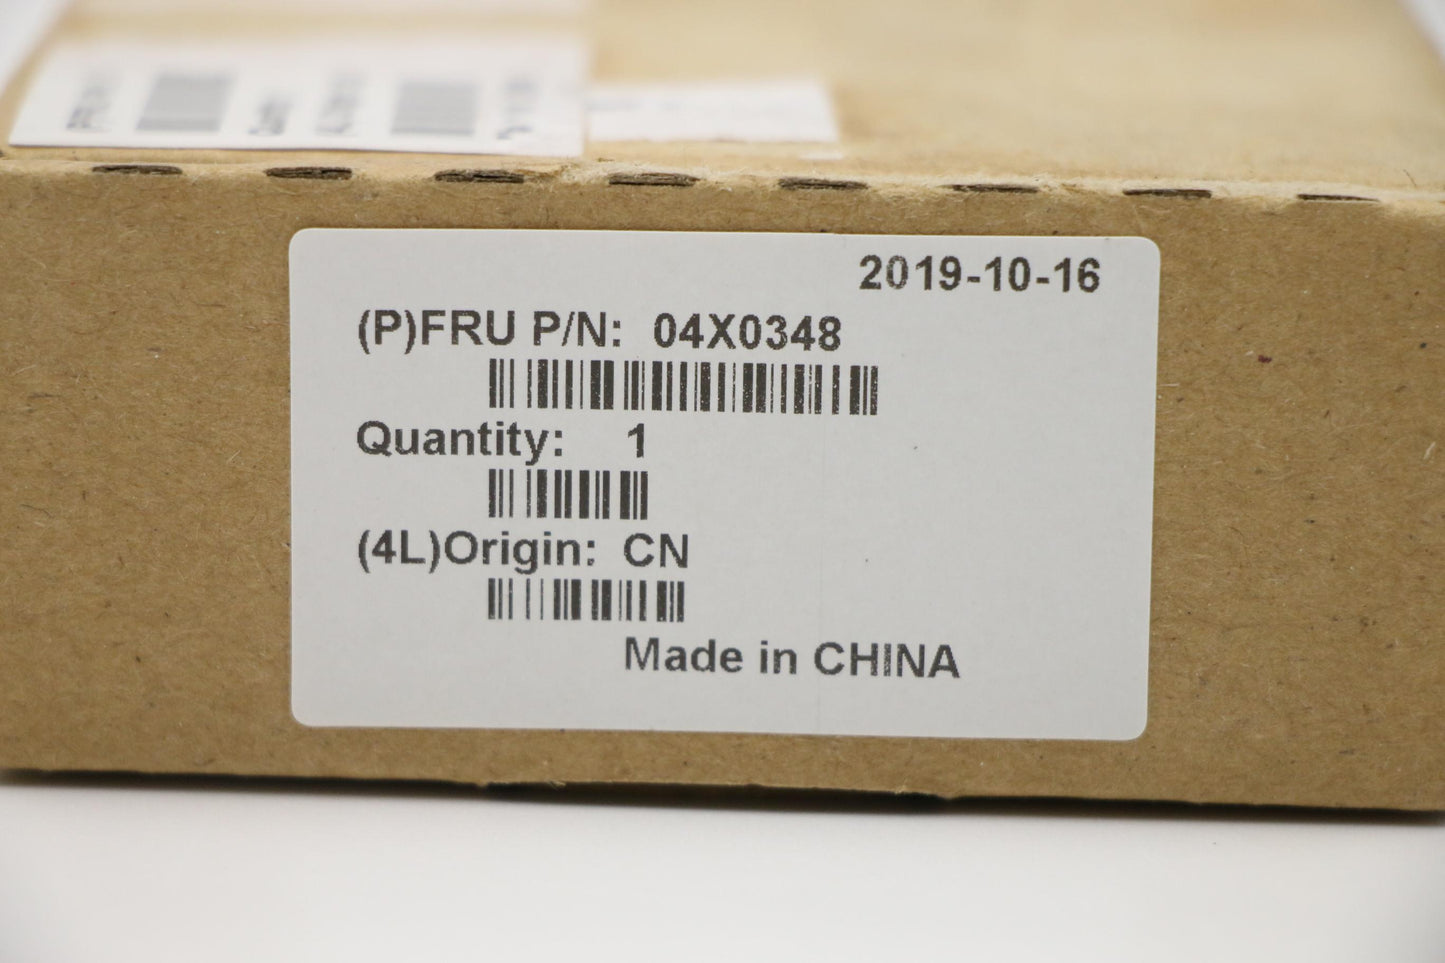 2019-10-16
(P)FRU P/N: 04X0348
Quantity: 1
(4L)Origin: CN
Made in CHINA